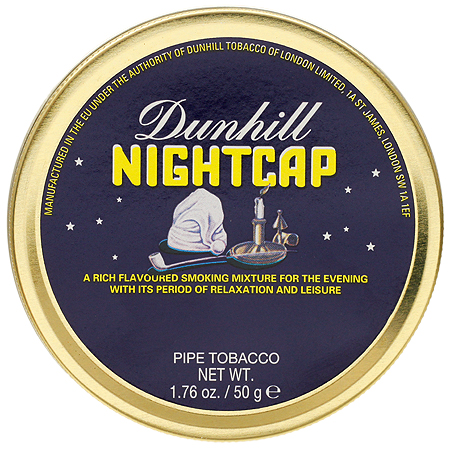 MANUFACTURED IN THE EU UNDER THE AUTHORITY OF DUNHILL TOBACCO OF LONDON LIMITED, 1A ST JAMES, LONDON SW 1A 1EF
Dunhill
NIGHTCAP
A RICH FLAVOURED SMOKING MIXTURE FOR THE EVENING
WITH ITS PERIOD OF RELAXATION AND LEISURE
PIPE TOBACCO
NET WT.
1.76 oz. / 50 g ℮